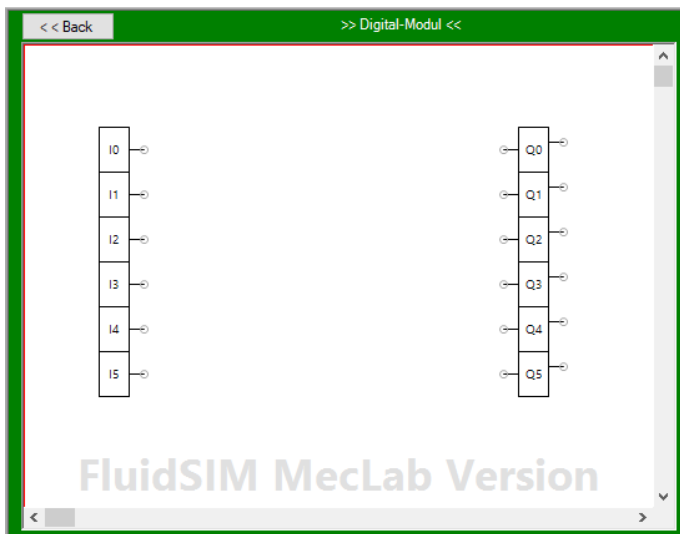 < < Back
>> Digital-Modul <<
I0
Q0
I1
Q1
I2
Q2
I3
Q3
I4
Q4
I5
Q5
FluidSIM MecLab Version